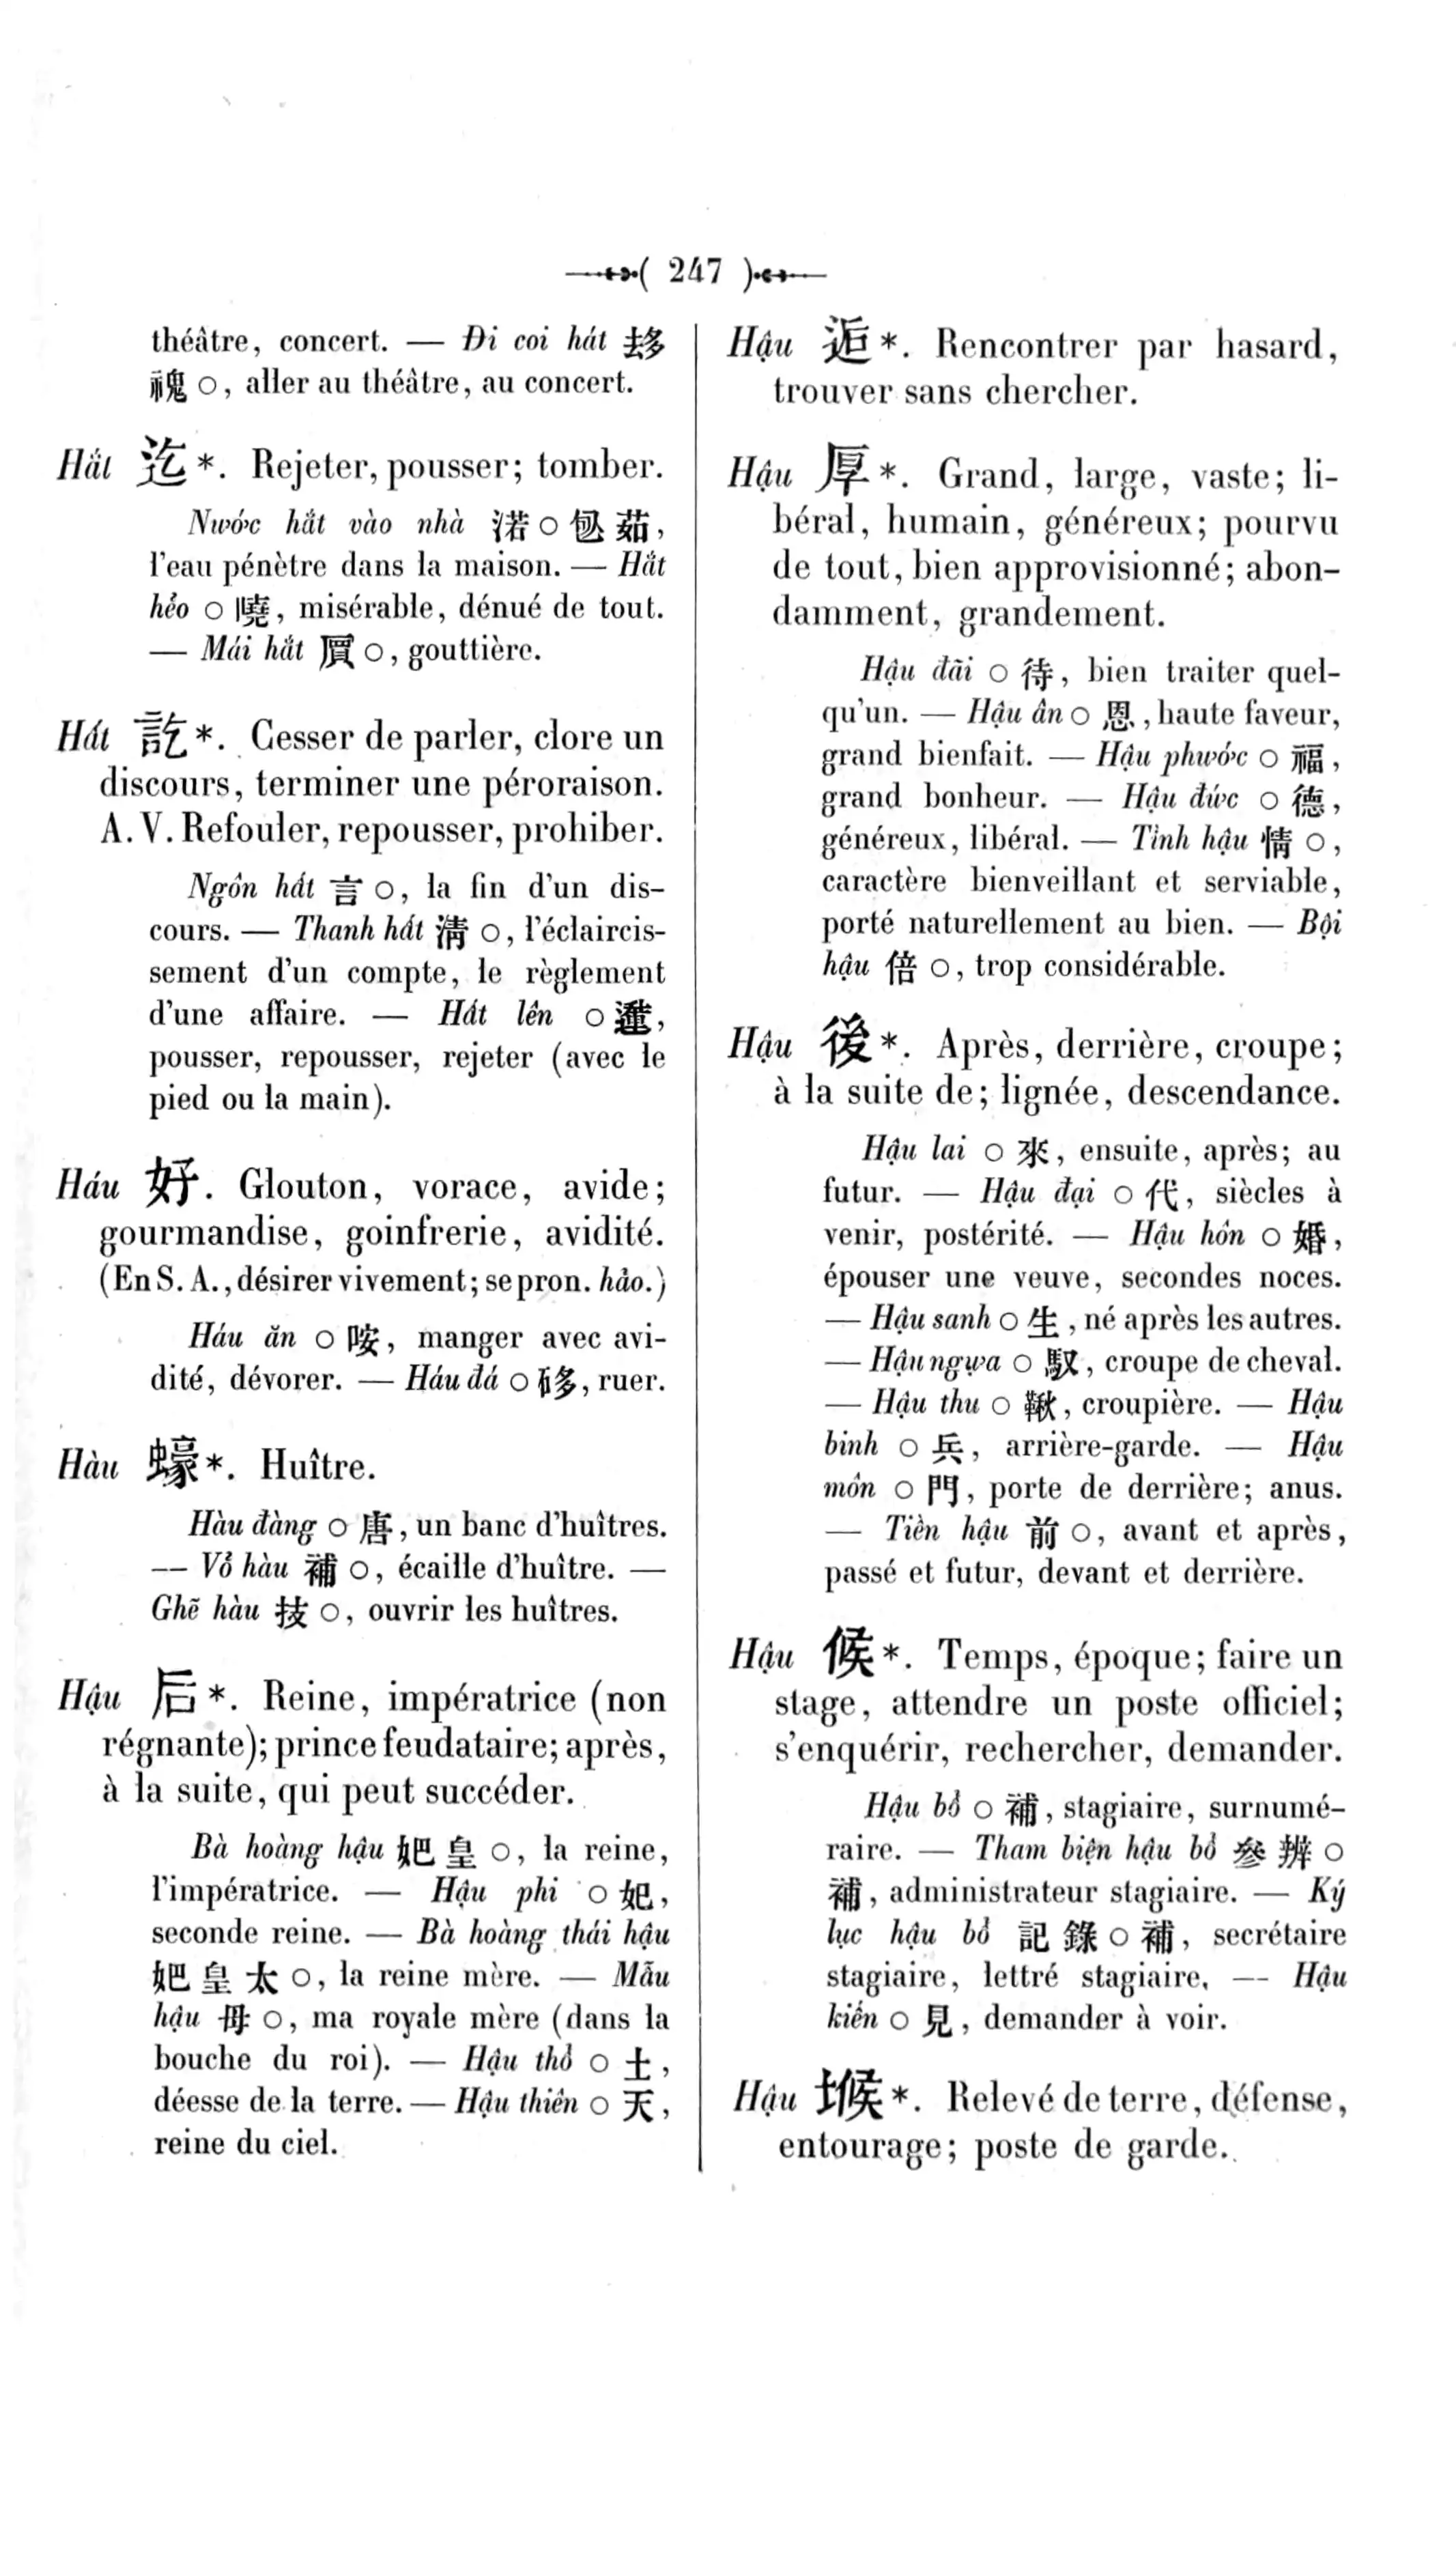 ( 247 )
théâtre, concert. — Đi coi hát 𠫾
䙾 ○, aller au théâtre, au concert.
Hắt 迄 *. Rejeter, pousser; tomber.
Nước hắt vào nhà 渃 ○ 𠓨 茹,
l'eau pénètre dans la maison. — Hắt
hẻo ○ 𣋝, misérable, dénué de tout.
— Mái hắt ○, gouttière.
Hất 訖 *. Cesser de parler, clore un
discours, terminer une péroraison.
A. V. Refouler, repousser, prohiber.
Ngôn hất 言 ○, la fin d'un dis-
cours. — Thanh hất 淸 ○, l'éclaircis-
sement d'un compte, le règlement
d'une affaire. — Hất lên ○ 𨖲,
pousser, repousser, rejeter (avec le
pied ou la main).
Háu 好. Glouton, vorace, avide;
gourmandise, goinfrerie, avidité.
(En S. A., désirer vivement; se pron. hảo.)
Háu ăn ○ 咹, manger avec avi-
dité, dévorer. — Háu đá ○ 𥒥, ruer.
Hàu 蠔 *. Huître.
Hàu đàng ○ 唐, un banc d'huîtres.
— Vỏ hàu 補 ○, écaille d'huître. —
Ghẽ hàu 技 ○, ouvrir les huîtres.
Hậu 后 *. Reine, impératrice (non
régnante); prince feudataire; après,
à la suite, qui peut succéder.
Bà hoàng hậu 妑 皇 ○, la reine,
l'impératrice. — Hậu phi ○ 妃,
seconde reine. — Bà hoàng thái hậu
妑 皇 太 ○, la reine mère. — Mẫu
hậu 母 ○, ma royale mère (dans la
bouche du roi). — Hậu thổ ○ 土,
déesse de la terre. — Hậu thiên ○ 天,
reine du ciel.
Hậu 逅 *. Rencontrer par hasard,
trouver sans chercher.
Hậu 厚 *. Grand, large, vaste; li-
béral, humain, généreux; pourvu
de tout, bien approvisionné; abon-
damment, grandement.
Hậu đãi ○ 待, bien traiter quel-
qu'un. — Hậu ân ○ 恩, haute faveur,
grand bienfait. — Hậu phước ○ 福,
grand bonheur. — Hậu đức ○ 德,
généreux, libéral. — Tình hậu 情 ○,
caractère bienveillant et serviable,
porté naturellement au bien. — Bội
hậu 倍 ○, trop considérable.
Hậu 後 *. Après, derrière, croupe;
à la suite de; lignée, descendance.
Hậu lai ○ 來, ensuite, après; au
futur. — Hậu đại ○ 代, siècles à
venir, postérité. — Hậu hôn ○ 婚,
épouser une veuve, secondes noces.
— Hậu sanh ○ 生, né après les autres.
— Hậu ngựa ○ 馭, croupe de cheval.
— Hậu thu ○ 鞦, croupière. — Hậu
binh ○ 兵, arrière-garde. — Hậu
môn ○ 門, porte de derrière; anus.
— Tiền hậu 前 ○, avant et après,
passé et futur, devant et derrière.
Hậu 候 *. Temps, époque; faire un
stage, attendre un poste officiel;
s'enquérir, rechercher, demander.
Hậu bổ ○ 補, stagiaire, surnumé-
raire. — Tham biện hậu bổ 參 辨 ○
補, administrateur stagiaire. — Ký
lục hậu bổ 記 錄 ○ 補, secrétaire
stagiaire, lettré stagiaire. — Hậu
kiến ○ 見, demander à voir.
Hậu 堠 *. Relevé de terre, défense,
entourage; poste de garde.